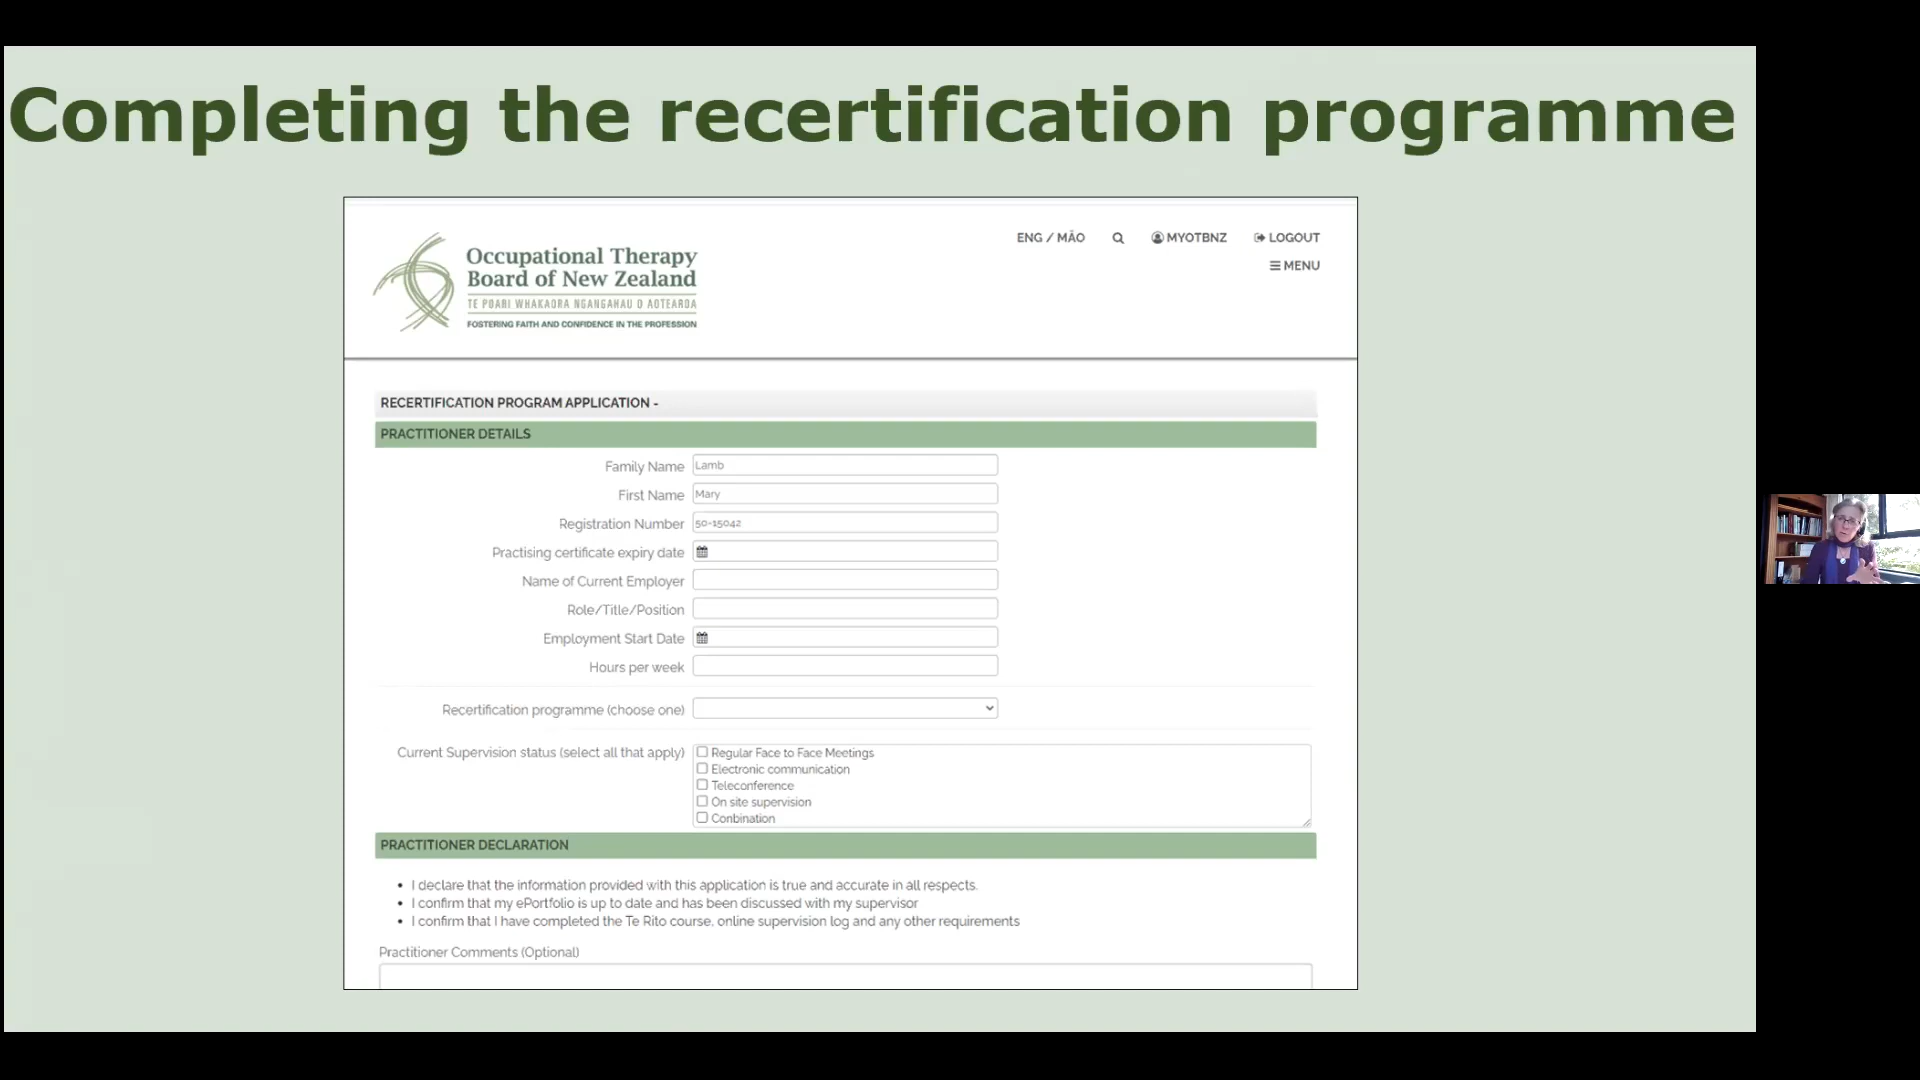 Completing the recertification programme
Occupational Therapy
Board of New Zealand
TE POARI WHAKAORA NGANGAHAU O AOTEAROA
FOSTERING FAITH AND CONFIDENCE IN THE PROFESSION
ENG / MĀO
MYOTBNZ
LOGOUT
MENU
RECERTIFICATION PROGRAM APPLICATION -
PRACTITIONER DETAILS
Family Name Lamb
First Name Mary
Registration Number 50-15042
Practising certificate expiry date
Name of Current Employer
Role/Title/Position
Employment Start Date
Hours per week
Recertification programme (choose one)
Current Supervision status (select all that apply)
Regular Face to Face Meetings
Electronic communication
Teleconference
On site supervision
Conbination
PRACTITIONER DECLARATION
• I declare that the information provided with this application is true and accurate in all respects.
• I confirm that my ePortfolio is up to date and has been discussed with my supervisor
• I confirm that I have completed the Te Rito course, online supervision log and any other requirements
Practitioner Comments (Optional)